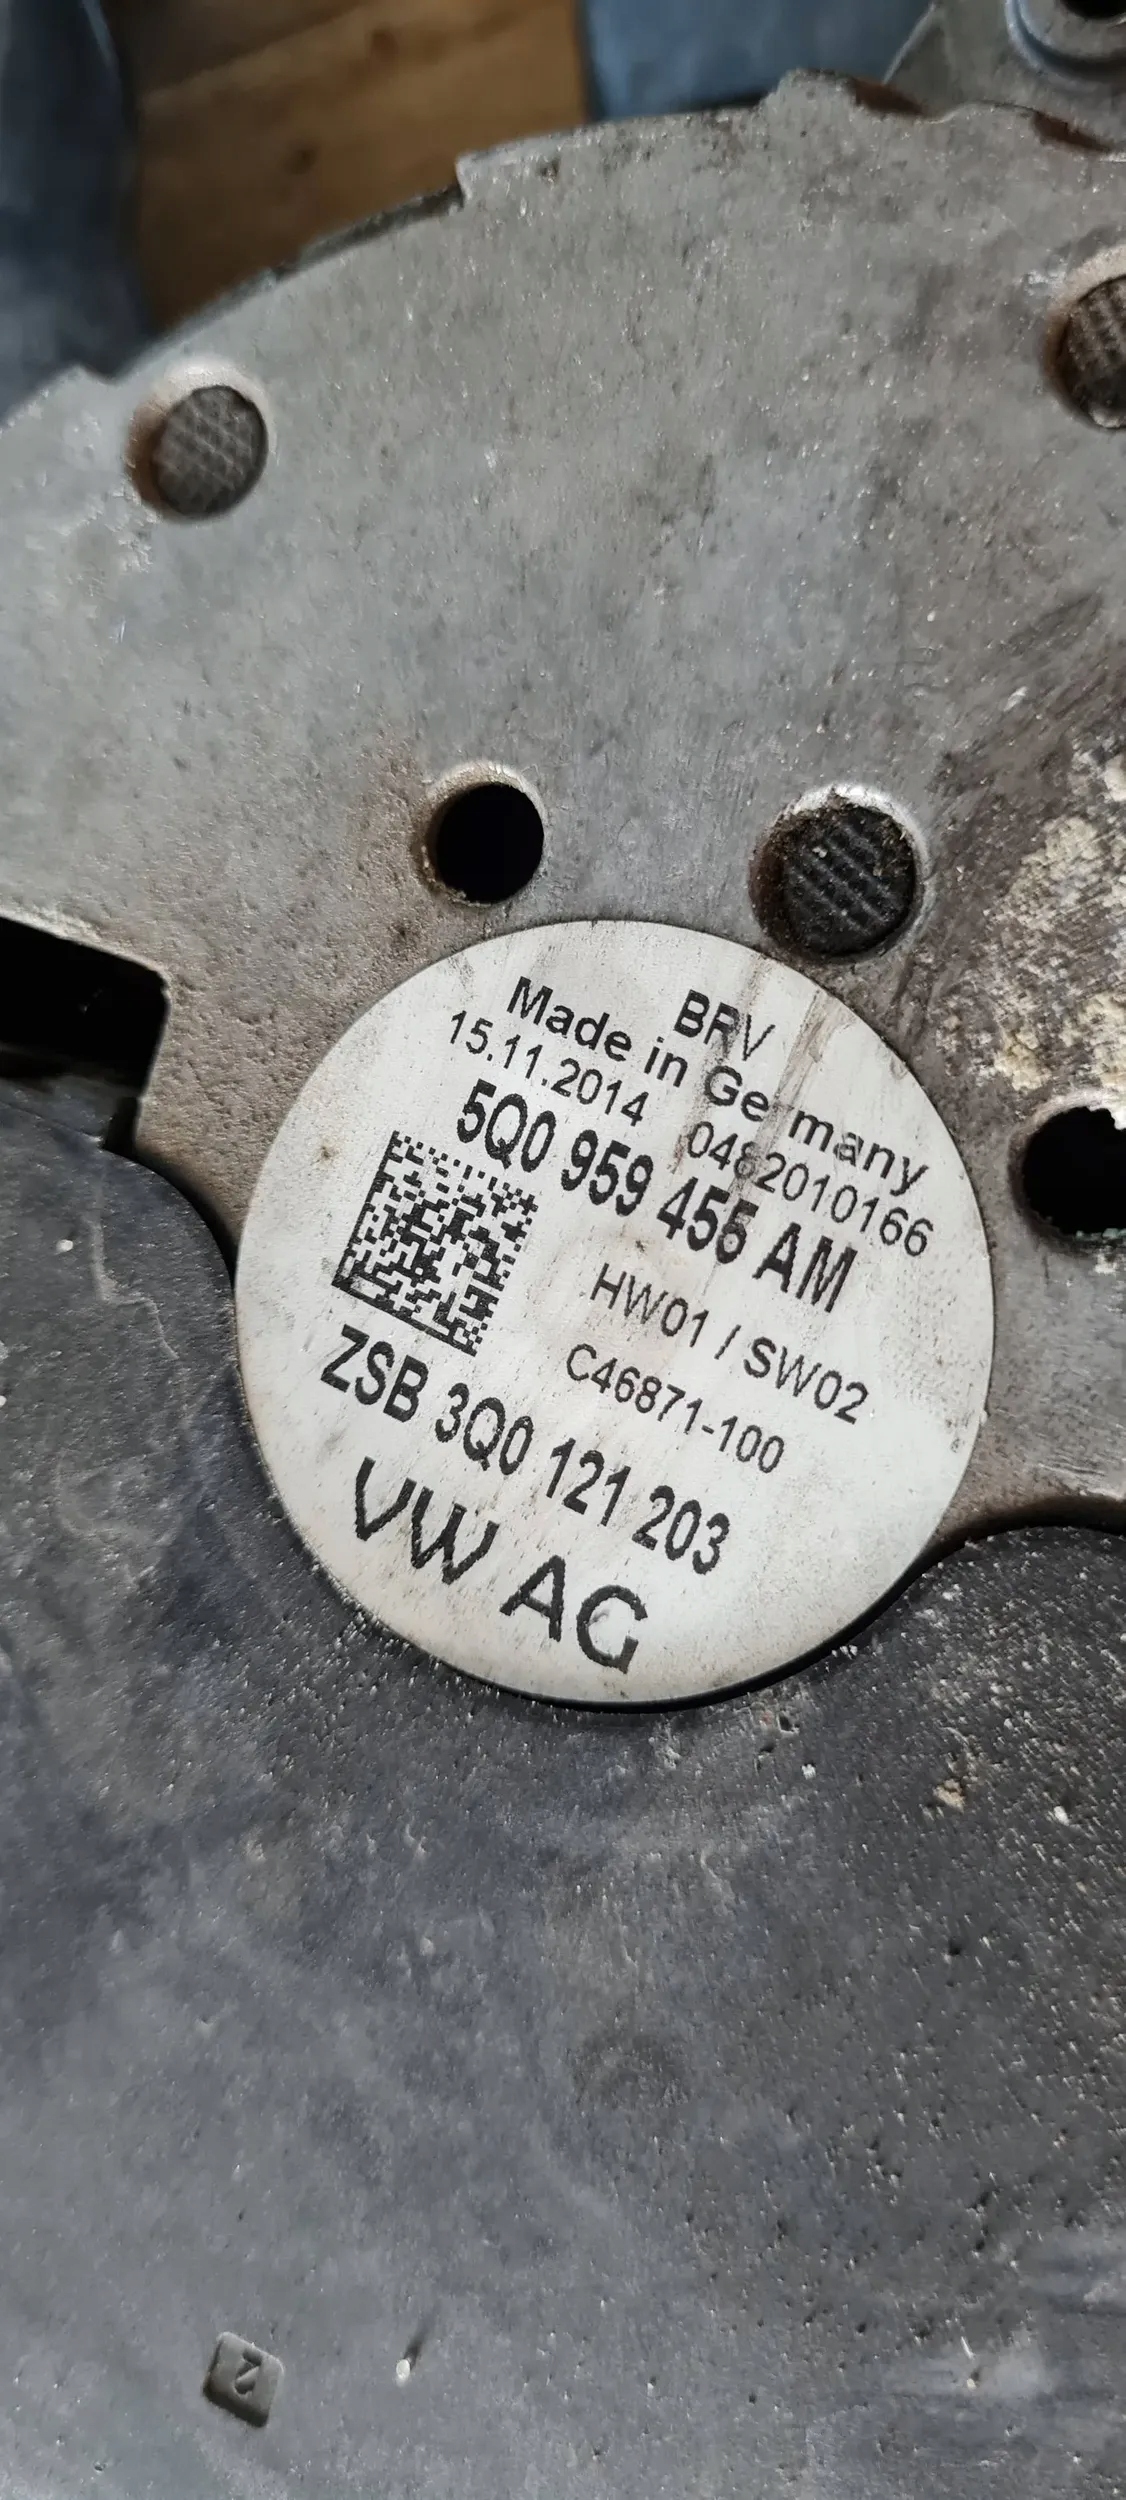 BRV
Made in Germany
15.11.2014 0482010166
5Q0 959 455 AM
HW01 / SW02
C46871-100
ZSB 3Q0 121 203
VW AG
2